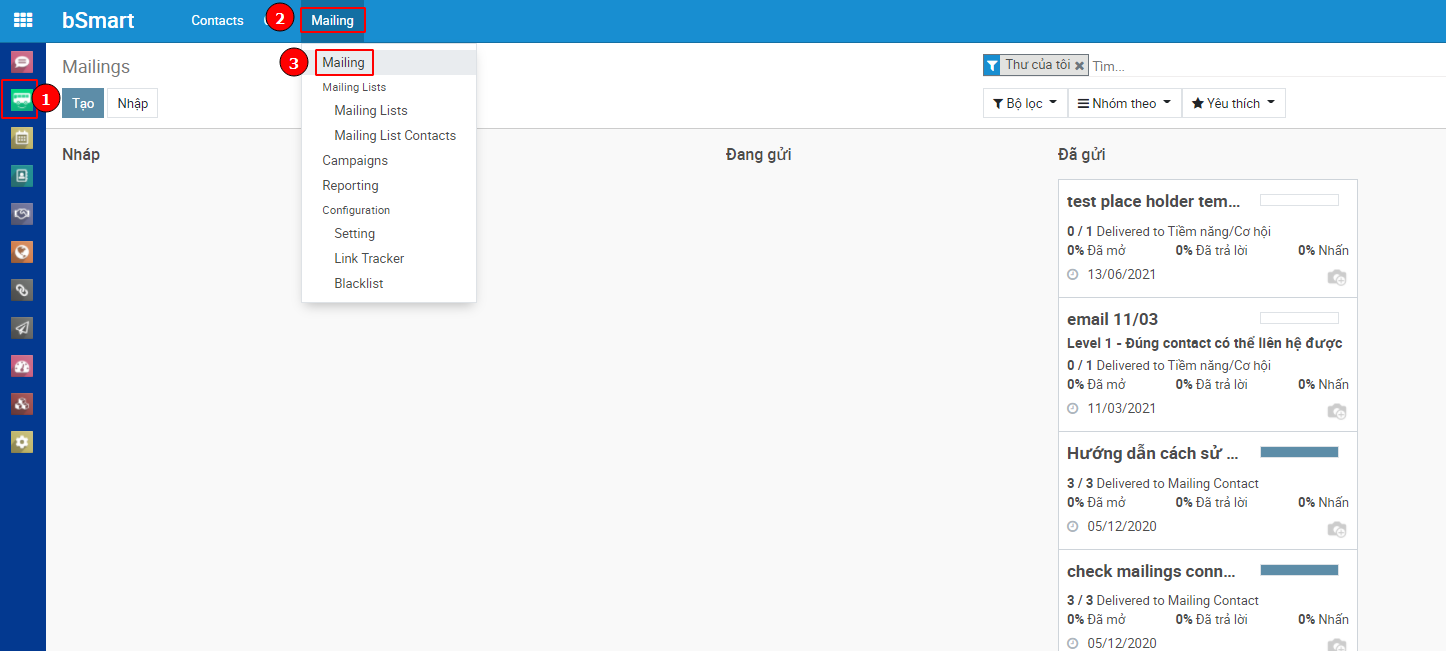 bSmart Contacts Mailing
2
3
1
Mailing
Mailing Lists
Mailing Lists
Mailing List Contacts
Campaigns
Reporting
Configuration
Setting
Link Tracker
Blacklist
Mailings
Tạo Nhập
Thư của tôi Tìm...
Bộ lọc Nhóm theo Yêu thích
Nháp Đang gửi Đã gửi
test place holder tem...
0 / 1 Delivered to Tiềm năng/Cơ hội
0% Đã mở 0% Đã trả lời 0% Nhấn
13/06/2021
email 11/03
Level 1 - Đúng contact có thể liên hệ được
0 / 1 Delivered to Tiềm năng/Cơ hội
0% Đã mở 0% Đã trả lời 0% Nhấn
11/03/2021
Hướng dẫn cách sử ...
3 / 3 Delivered to Mailing Contact
0% Đã mở 0% Đã trả lời 0% Nhấn
05/12/2020
check mailings conn...
3 / 3 Delivered to Mailing Contact
0% Đã mở 0% Đã trả lời 0% Nhấn
05/12/2020